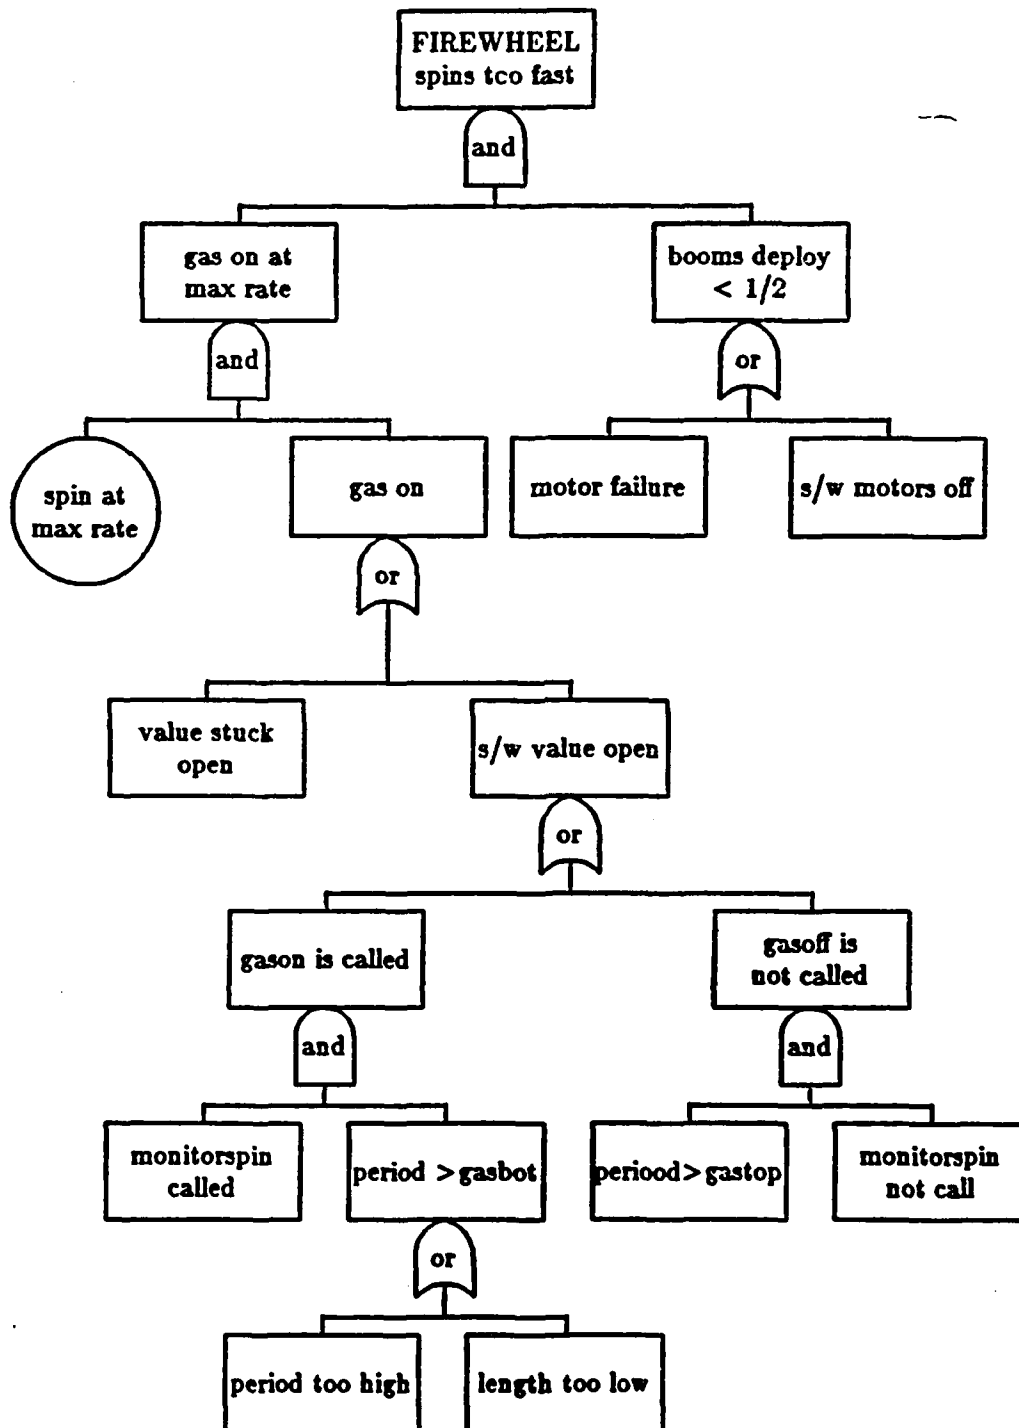 FIREWHEEL
spins tco fast
and
gas on at
max rate
booms deploy
< 1/2
and
or
spin at
max rate
gas on
motor failure
s/w motors off
or
value stuck
open
s/w value open
or
gason is called
gasoff is
not called
and
and
monitorspin
called
period >gasbot
periood>gastop
monitorspin
not call
or
period too high
length too low